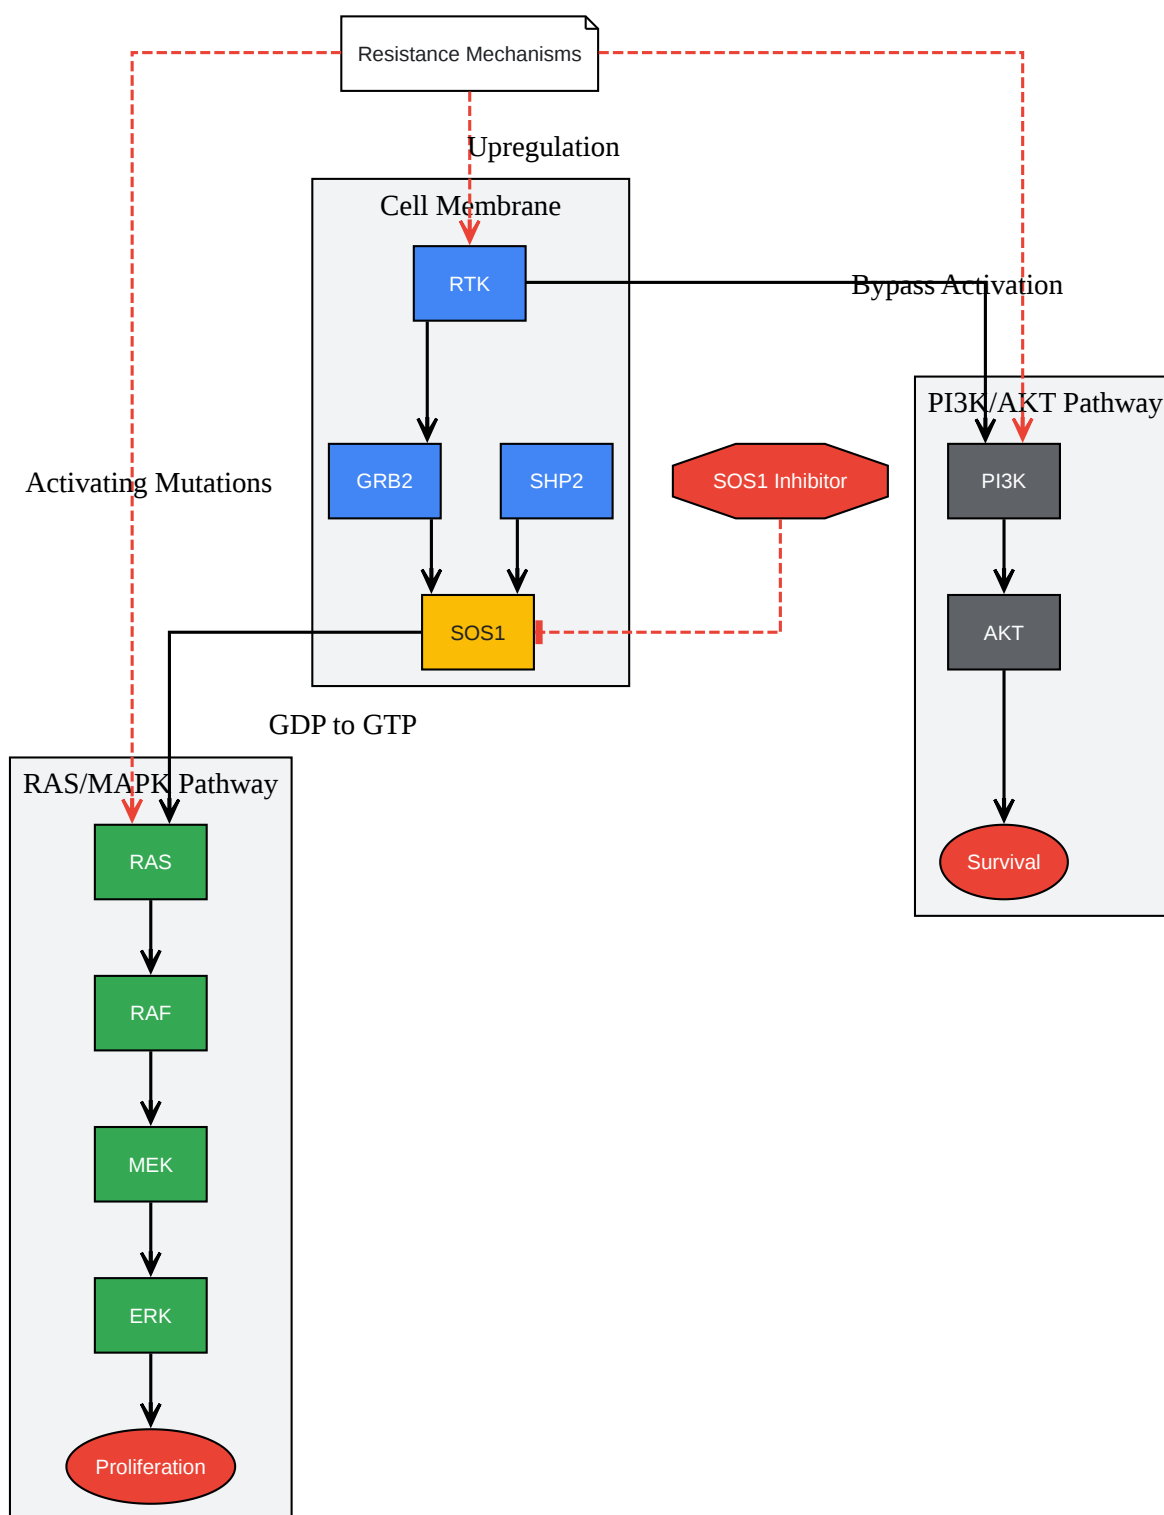 Resistance Mechanisms
Upregulation
Cell Membrane
RTK
Bypass Activation
PI3K/AKT Pathway
GRB2
SHP2
SOS1 Inhibitor
PI3K
Activating Mutations
SOS1
AKT
GDP to GTP
RAS/MAPK Pathway
RAS
Survival
RAF
MEK
ERK
Proliferation